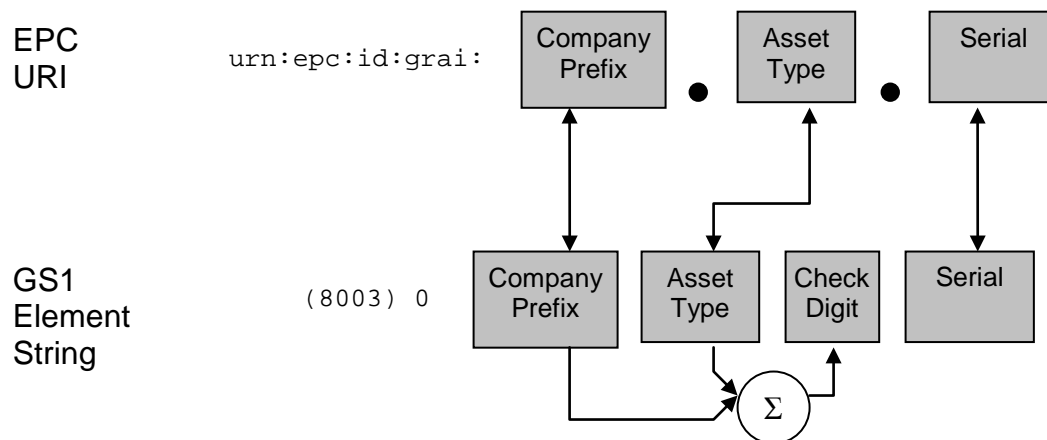 EPC
URI
urn:epc:id:grai:
Company
Prefix
Asset
Type
Serial
GS1
Element
String
(8003) 0
Company
Prefix
Asset
Type
Check
Digit
Serial
Σ